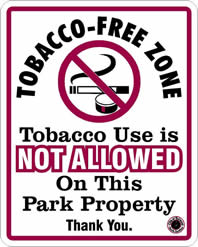 TOBACCO-FREE ZONE
Tobacco Use is
NOT ALLOWED
On This
Park Property
Thank You.